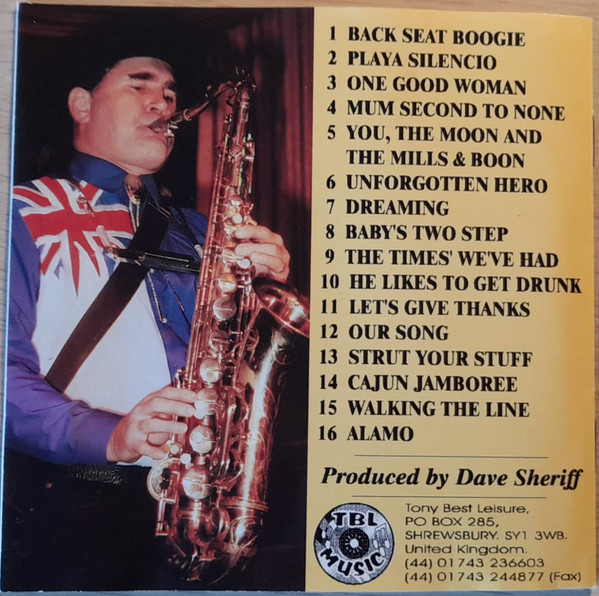 1 BACK SEAT BOOGIE
2 PLAYA SILENCIO
3 ONE GOOD WOMAN
4 MUM SECOND TO NONE
5 YOU, THE MOON AND
THE MILLS & BOON
6 UNFORGOTTEN HERO
7 DREAMING
8 BABY'S TWO STEP
9 THE TIMES' WE'VE HAD
10 HE LIKES TO GET DRUNK
11 LET'S GIVE THANKS
12 OUR SONG
13 STRUT YOUR STUFF
14 CAJUN JAMBOREE
15 WALKING THE LINE
16 ALAMO
Produced by Dave Sheriff
TBL
MUSIC
Tony Best Leisure,
PO BOX 285,
SHREWSBURY. SY1 3WB.
United Kingdom.
(44) 01743 236603
(44) 01743 244877 (Fax)